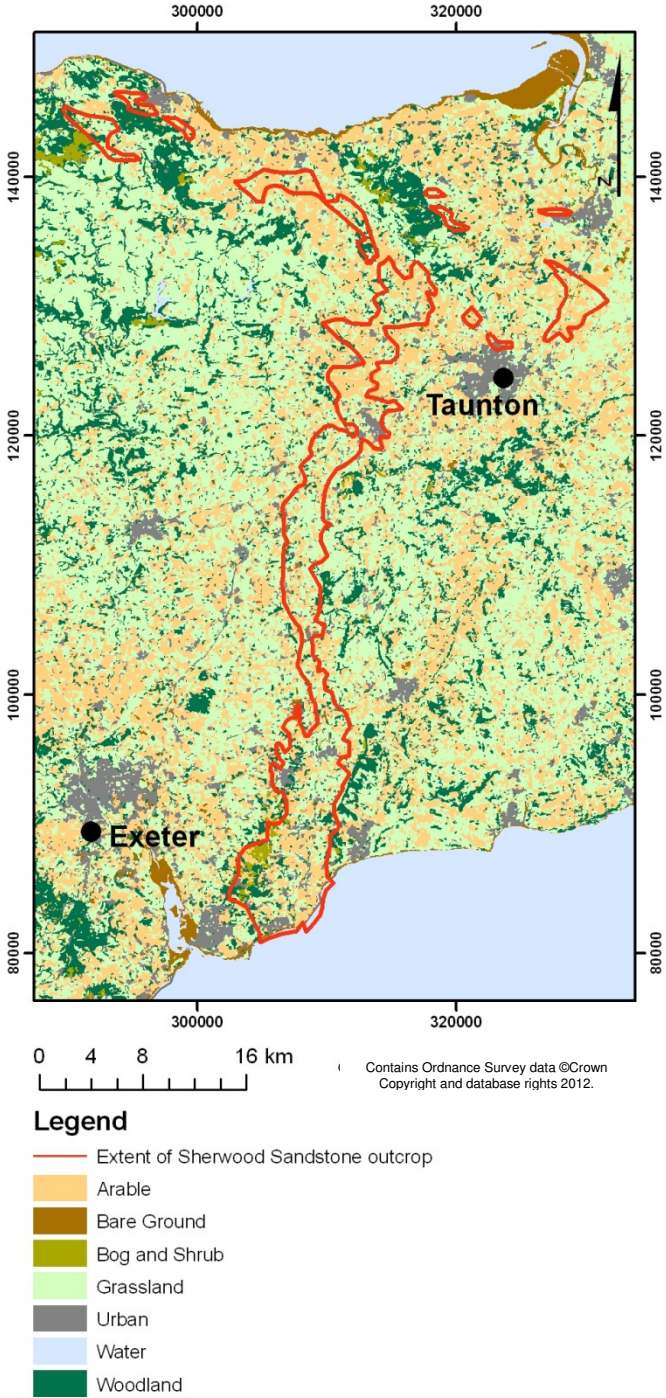 300000 320000
N
140000 140000
Taunton
120000 120000
100000 100000
Exeter
80000 80000
300000 320000
0 4 8 16 km
Contains Ordnance Survey data ©Crown
Copyright and database rights 2012.
Legend
Extent of Sherwood Sandstone outcrop
Arable
Bare Ground
Bog and Shrub
Grassland
Urban
Water
Woodland